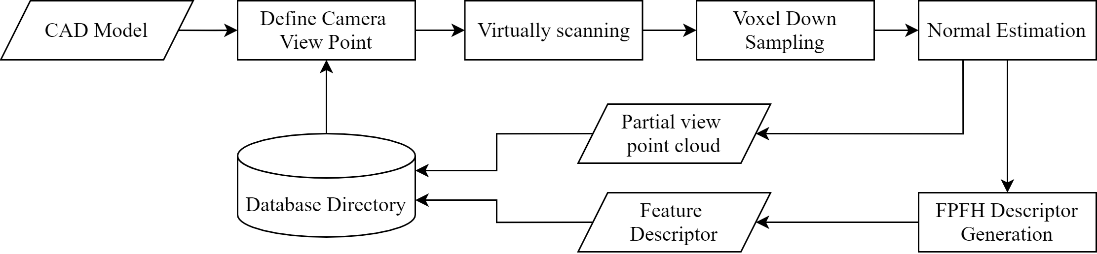 CAD Model
Define Camera
View Point
Virtually scanning
Voxel Down
Sampling
Normal Estimation
Partial view
point cloud
Database Directory
Feature
Descriptor
FPFH Descriptor
Generation